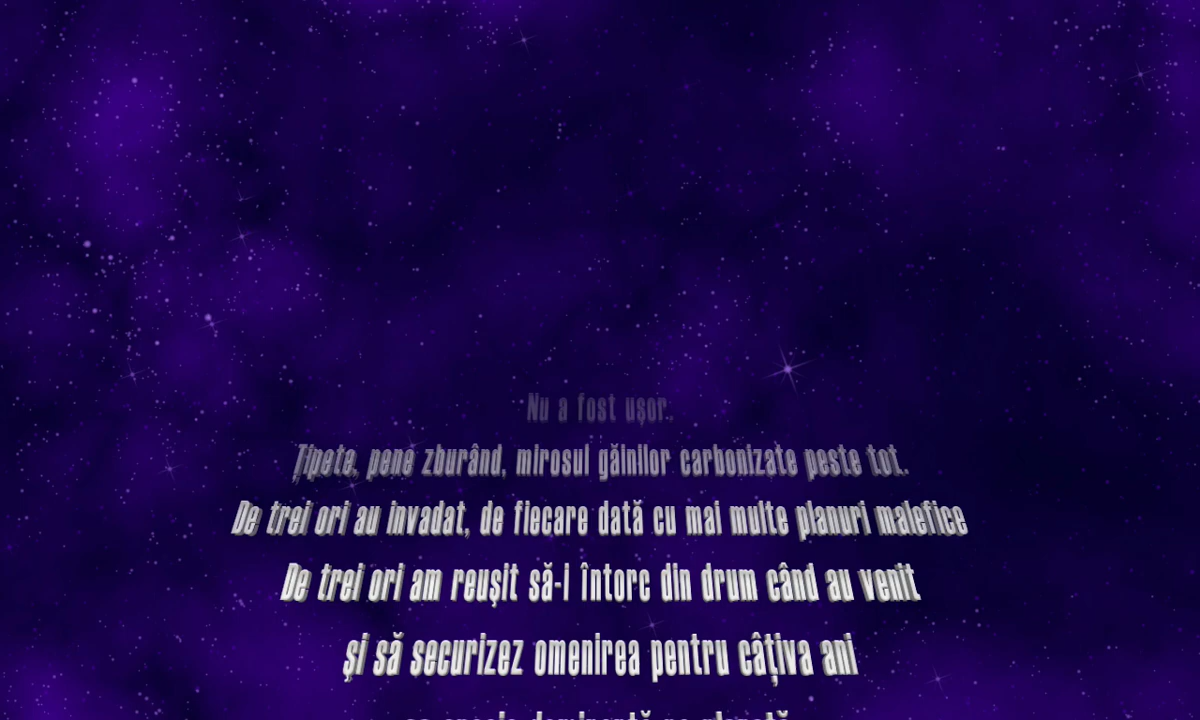 Nu a fost ușor.
Țipete, pene zburând, mirosul găinilor carbonizate peste tot.
De trei ori au invadat, de fiecare dată cu mai multe planuri malefice
De trei ori am reușit să-i întorc din drum când au venit
și să securizez omenirea pentru câțiva ani